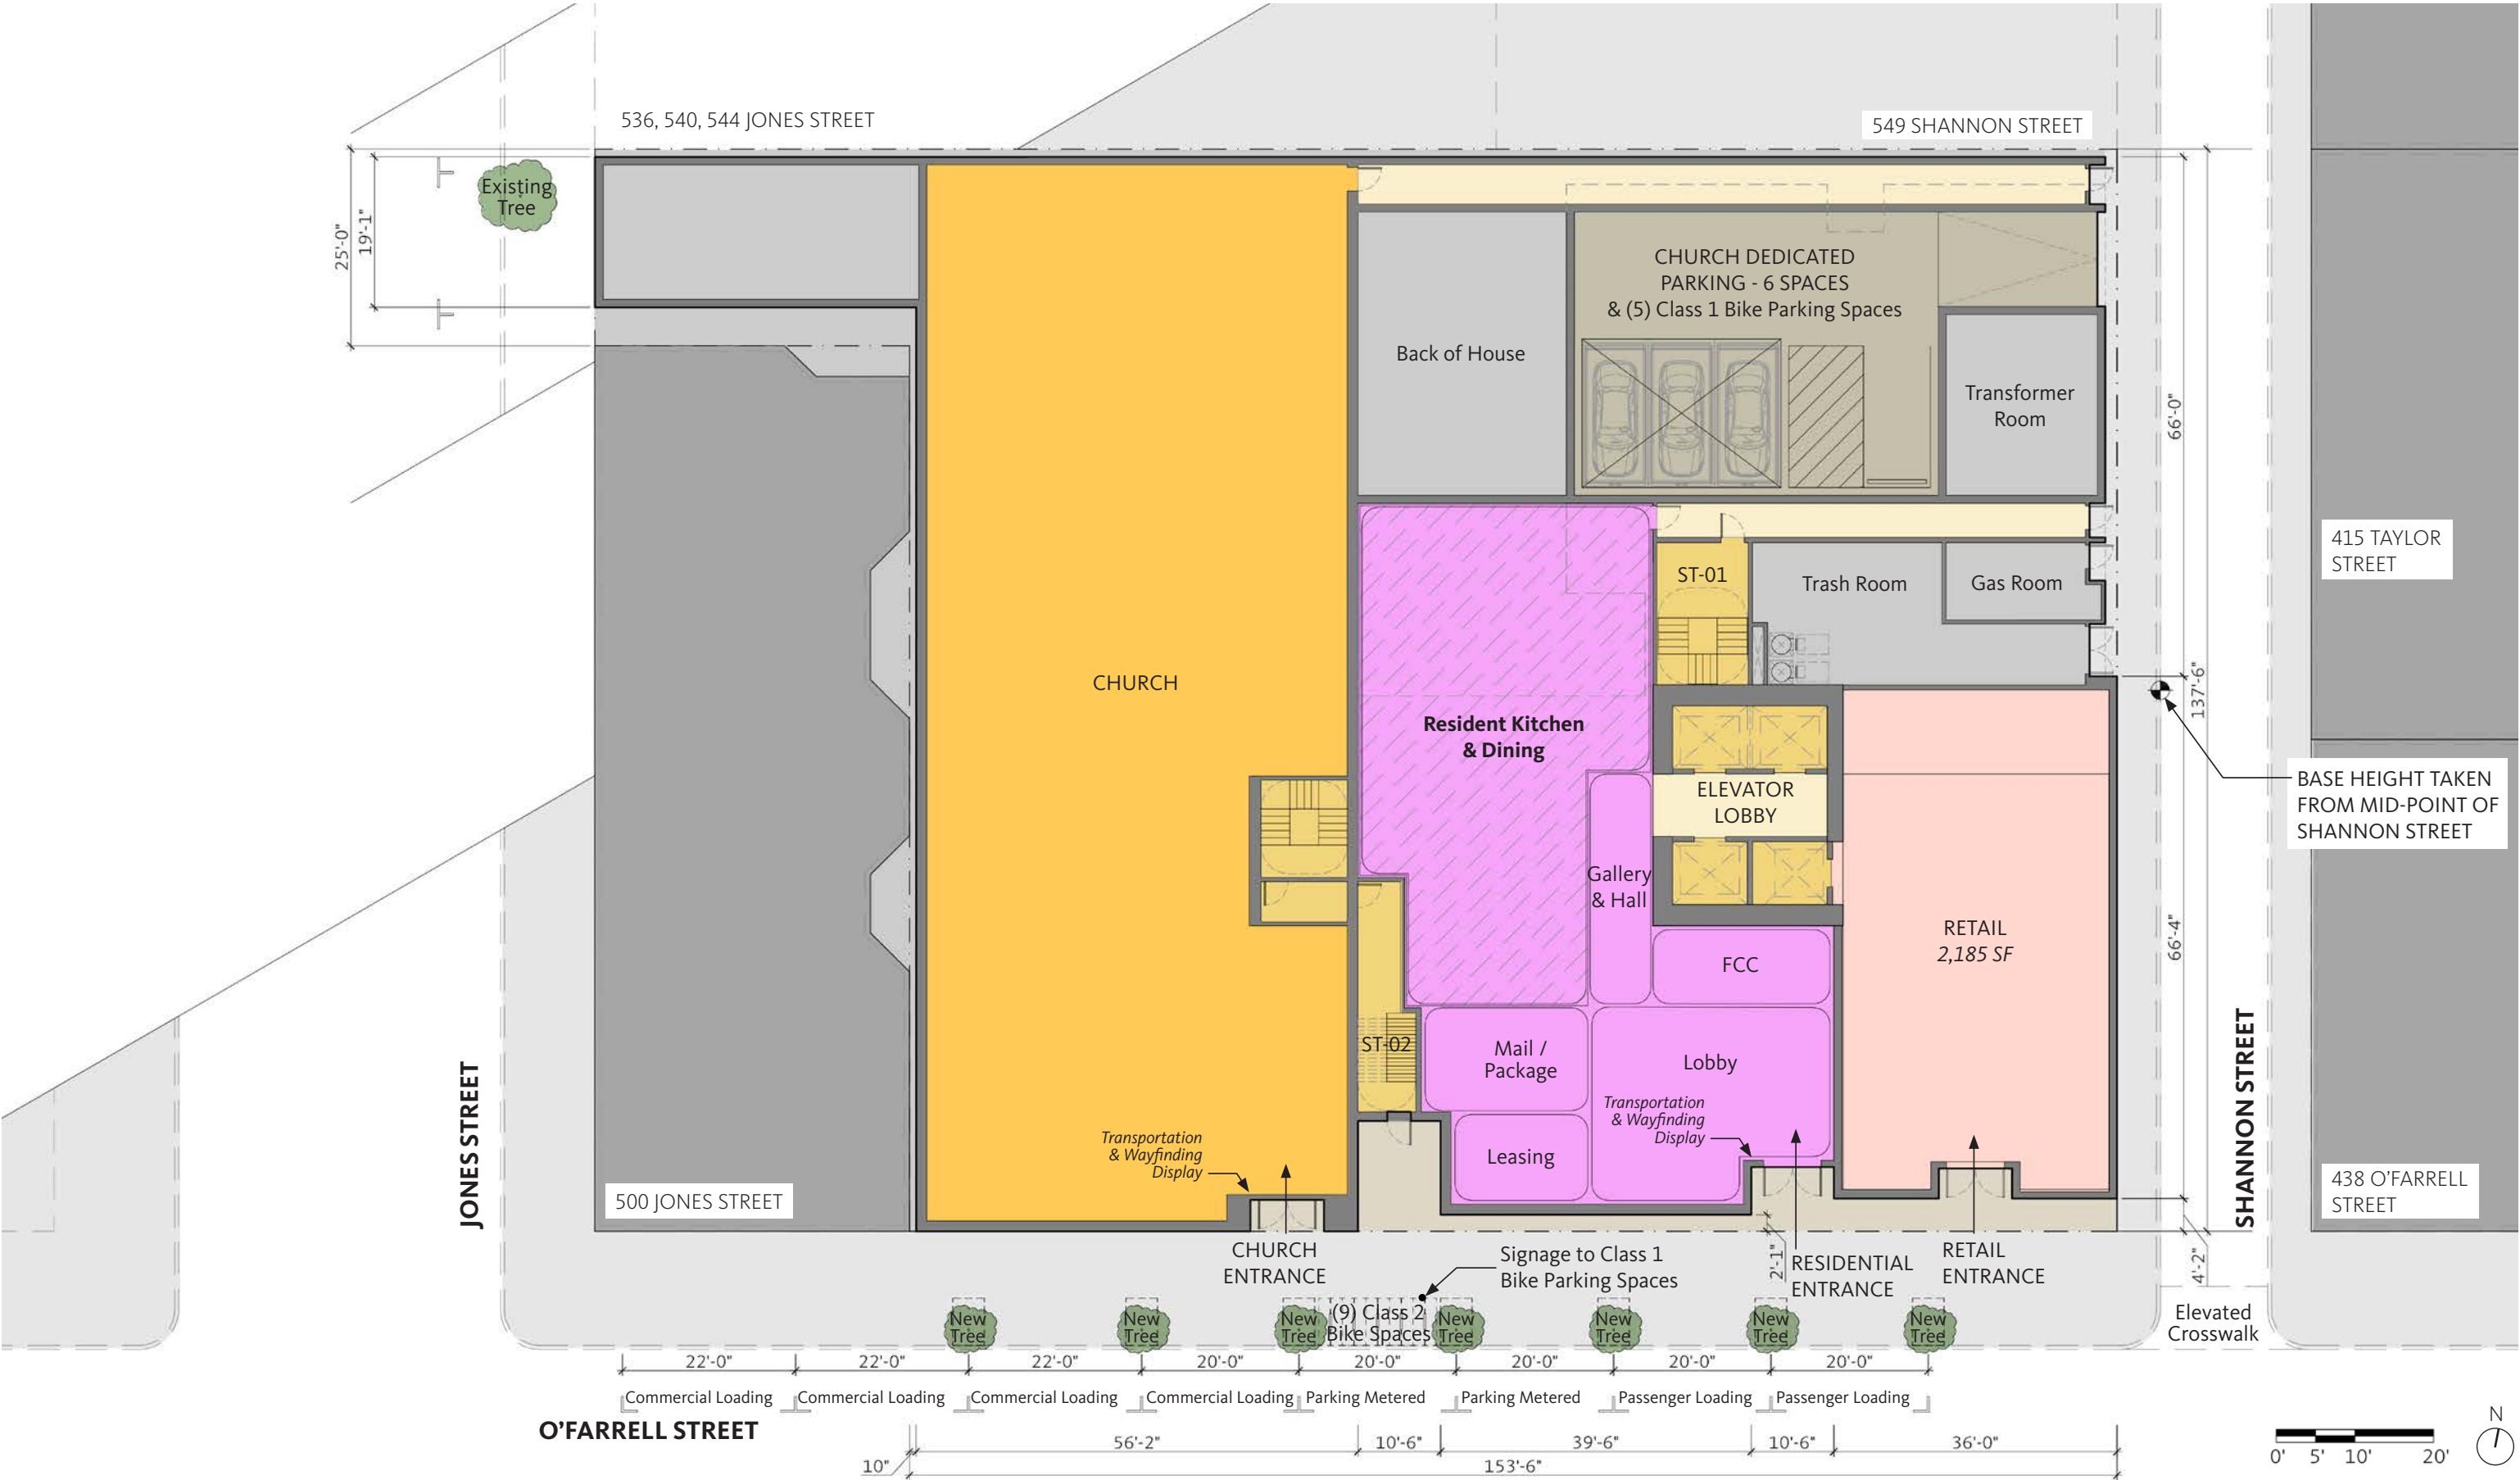 536, 540, 544 JONES STREET
549 SHANNON STREET
Existing
Tree
25'-0"
19'-1"
CHURCH DEDICATED
PARKING - 6 SPACES
& (5) Class 1 Bike Parking Spaces
Back of House
Transformer
Room
66'-0"
415 TAYLOR
STREET
ST-01
Trash Room
Gas Room
CHURCH
137'-6"
Resident Kitchen
& Dining
ELEVATOR
LOBBY
BASE HEIGHT TAKEN
FROM MID-POINT OF
SHANNON STREET
Gallery
& Hall
RETAIL
2,185 SF
66'-4"
FCC
ST-02
Mail /
Package
Lobby
Transportation
& Wayfinding
Display
Transportation
& Wayfinding
Display
Leasing
JONES STREET
SHANNON STREET
500 JONES STREET
438 O'FARRELL
STREET
CHURCH
ENTRANCE
Signage to Class 1
Bike Parking Spaces
2'-1"
RESIDENTIAL
ENTRANCE
RETAIL
ENTRANCE
4'-2"
New
Tree
New
Tree
New
Tree
(9) Class 2
Bike Spaces
New
Tree
New
Tree
New
Tree
New
Tree
Elevated
Crosswalk
22'-0"
22'-0"
22'-0"
20'-0"
20'-0"
20'-0"
20'-0"
20'-0"
Commercial Loading
Commercial Loading
Commercial Loading
Commercial Loading
Parking Metered
Parking Metered
Passenger Loading
Passenger Loading
O'FARRELL STREET
56'-2"
10'-6"
39'-6"
10'-6"
36'-0"
10"
153'-6"
0' 5' 10' 20'
N